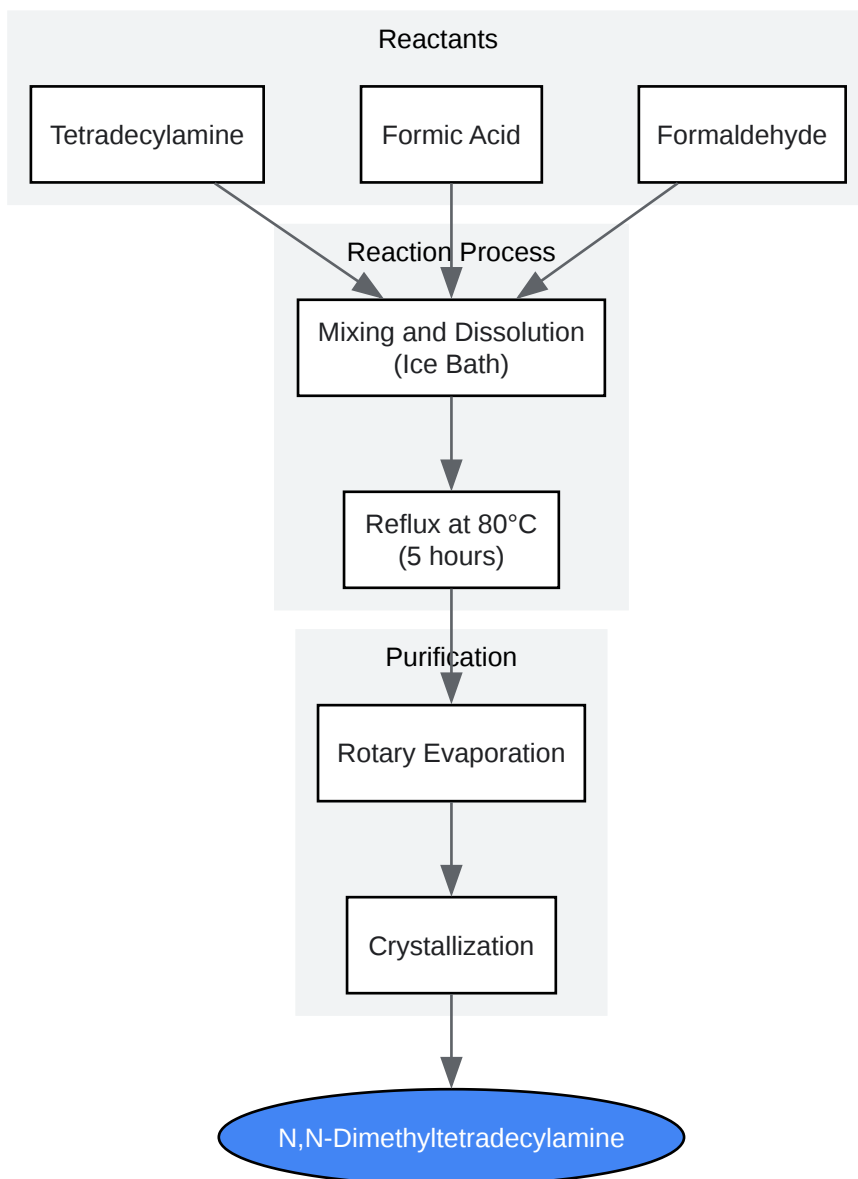 Reactants
Tetradecylamine
Formic Acid
Formaldehyde
Reaction Process
Mixing and Dissolution
(Ice Bath)
Reflux at 80°C
(5 hours)
Purification
Rotary Evaporation
Crystallization
N,N-Dimethyltetradecylamine